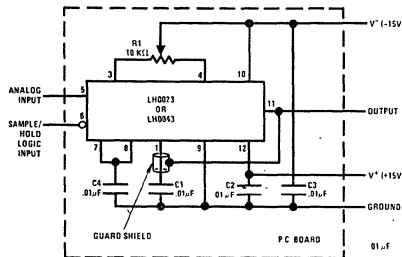 V⁻ (−15V
R1
10 KΩ
3
4
10
ANALOG
INPUT
5
LH0023
OR
LH0043
11
OUTPUT
SAMPLE/
HOLD
LOGIC
INPUT
6
7
8
1
9
12
V⁺ (+15V
C4
.01µF
C1
.01µF
C2
.01µF
C3
.01µF
GROUND
GUARD SHIELD
PC BOARD
.01µF